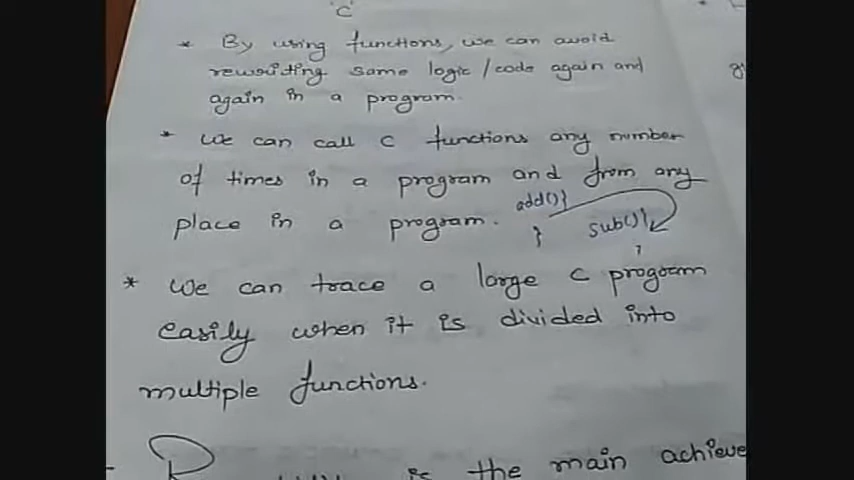 'C'
* By using functions, we can avoid
rewriting same logic / code again and
again in a program.
* We can call C functions any number
of times in a program and from any
place in a program. add() }
} sub() }
* We can trace a large C program
easily when it is divided into
multiple functions.
is the main achieve